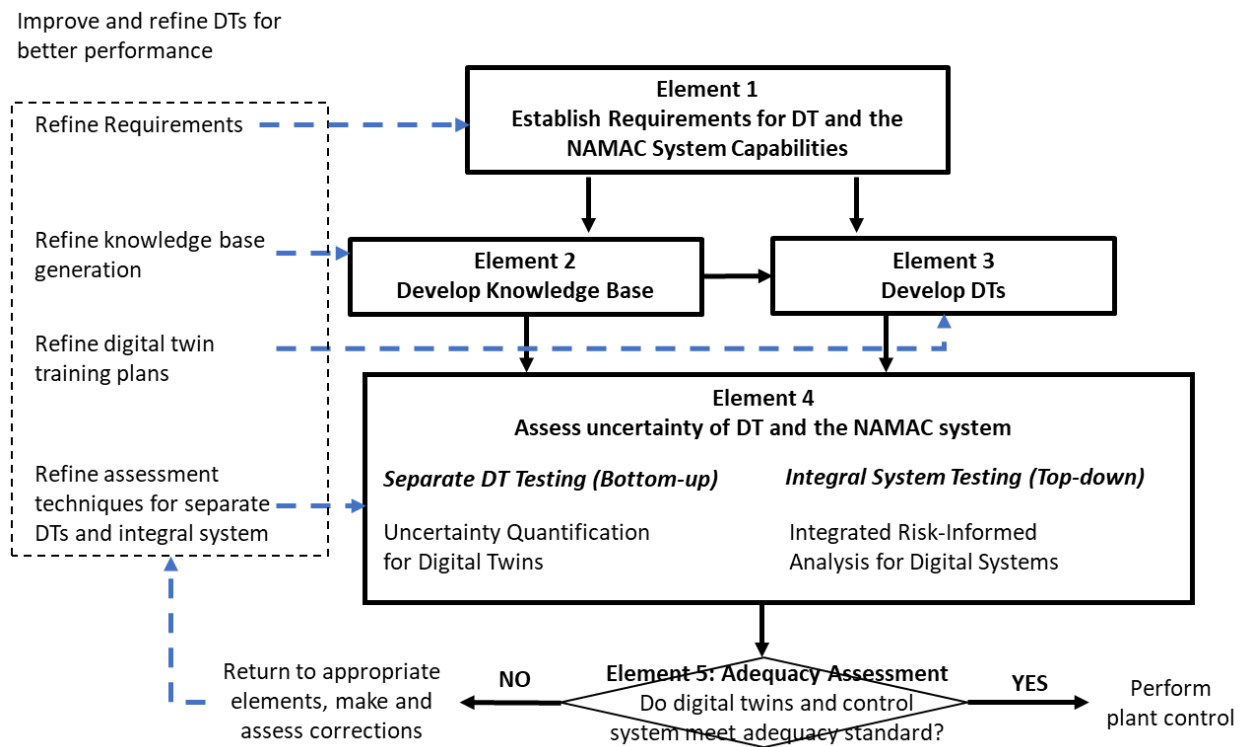 Improve and refine DTs for
better performance
Element 1
Establish Requirements for DT and the
NAMAC System Capabilities
Refine Requirements
Refine knowledge base
generation
Element 2
Develop Knowledge Base
Element 3
Develop DTs
Refine digital twin
training plans
Element 4
Assess uncertainty of DT and the NAMAC system
Separate DT Testing (Bottom-up)
Integral System Testing (Top-down)
Uncertainty Quantification
for Digital Twins
Integrated Risk-Informed
Analysis for Digital Systems
Refine assessment
techniques for separate
DTs and integral system
Element 5: Adequacy Assessment
Do digital twins and control
system meet adequacy standard?
NO
Return to appropriate
elements, make and
assess corrections
YES
Perform
plant control